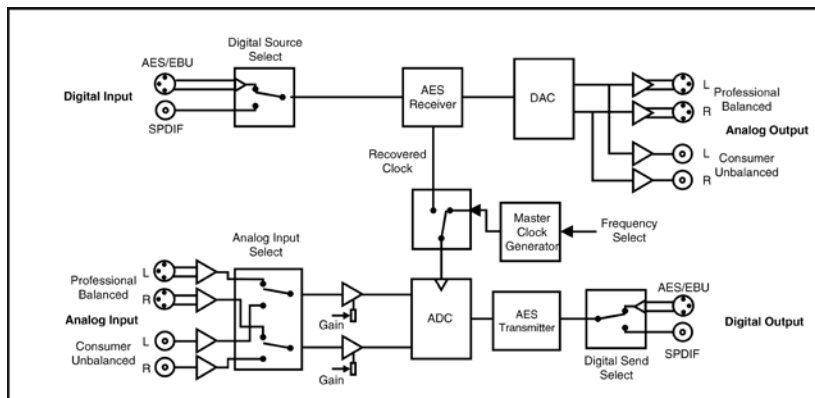 Digital Source
Select
AES/EBU
Digital Input
SPDIF
AES
Receiver
DAC
L
Professional
Balanced
R
Analog Output
L
Consumer
Unbalanced
R
Recovered
Clock
Master
Clock
Generator
Frequency
Select
Analog Input
Select
Professional
Balanced
L
R
Analog Input
Consumer
Unbalanced
L
R
Gain
Gain
ADC
AES
Transmitter
AES/EBU
Digital Output
SPDIF
Digital Send
Select